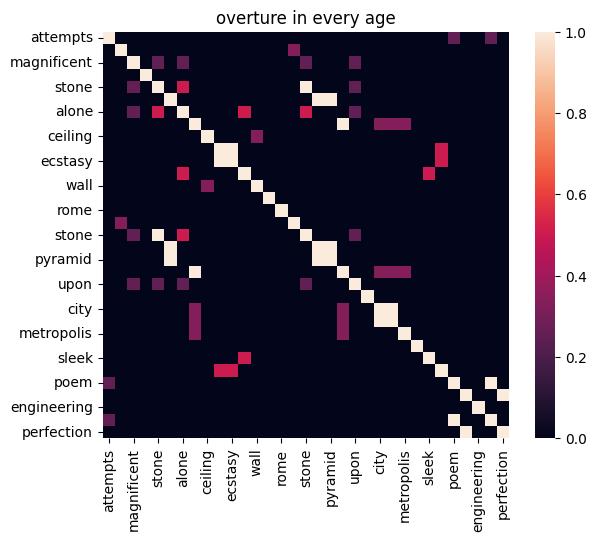 overture in every age
attempts
magnificent
stone
alone
ceiling
ecstasy
wall
rome
stone
pyramid
upon
city
metropolis
sleek
poem
engineering
perfection
1.0
0.8
0.6
0.4
0.2
0.0
attempts
magnificent
stone
alone
ceiling
ecstasy
wall
rome
stone
pyramid
upon
city
metropolis
sleek
poem
engineering
perfection